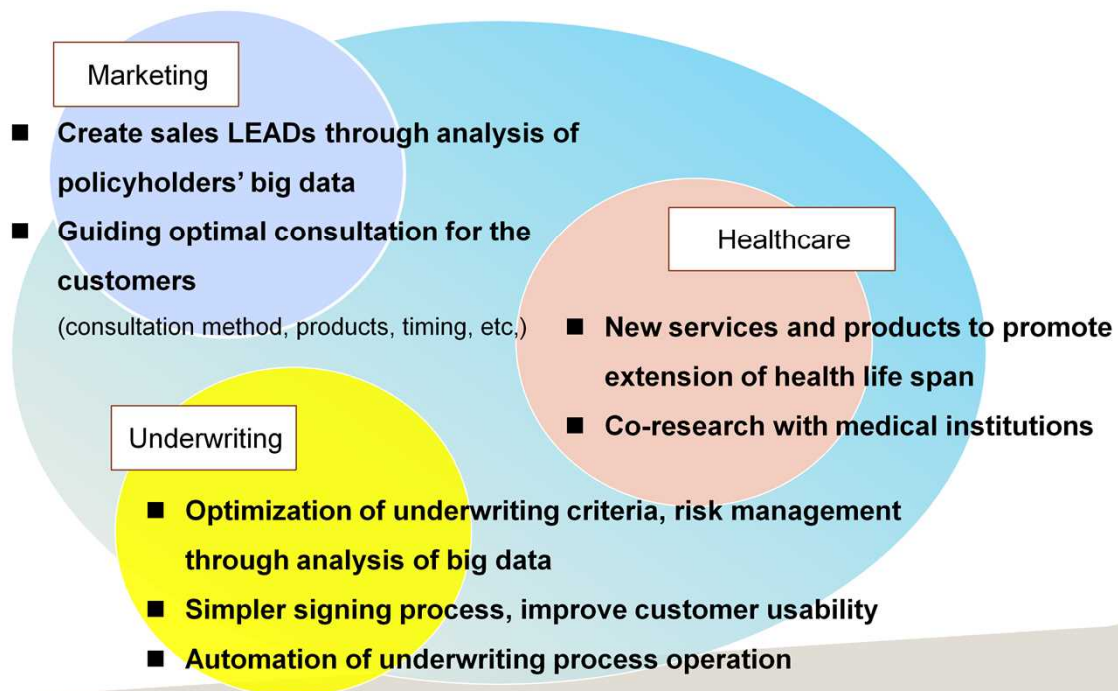 Marketing
■ Create sales LEADs through analysis of
policyholders’ big data
■ Guiding optimal consultation for the
customers
(consultation method, products, timing, etc,)
Healthcare
■ New services and products to promote
extension of health life span
■ Co-research with medical institutions
Underwriting
■ Optimization of underwriting criteria, risk management
through analysis of big data
■ Simpler signing process, improve customer usability
■ Automation of underwriting process operation